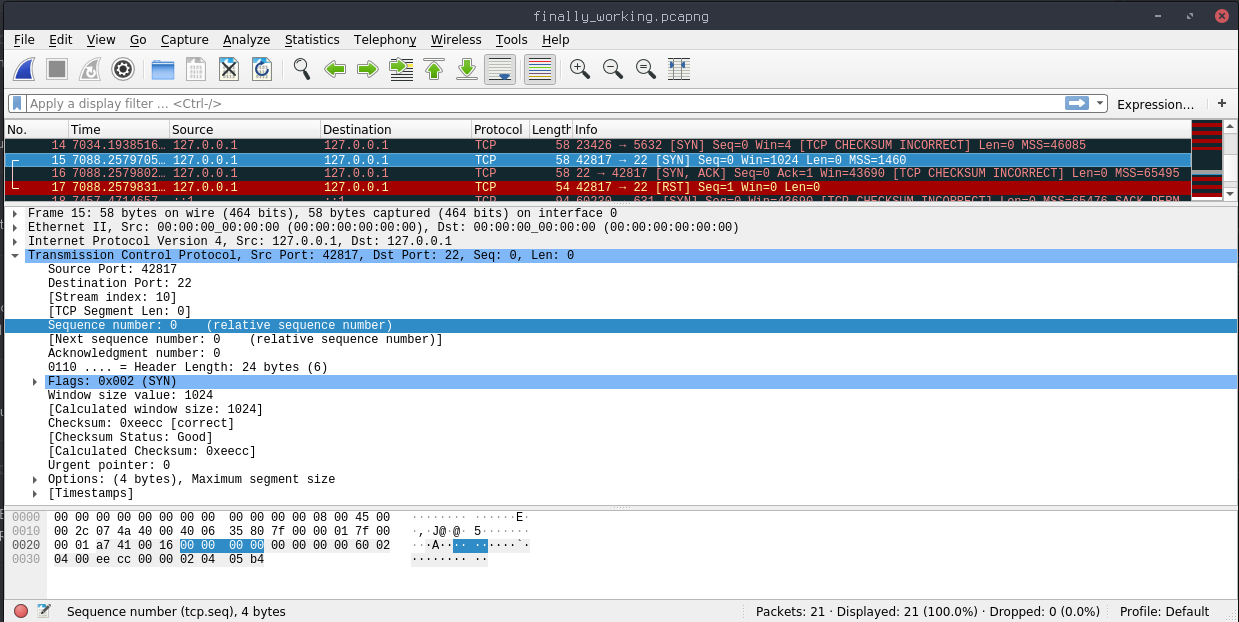 finally_working.pcapng
File Edit View Go Capture Analyze Statistics Telephony Wireless Tools Help
Apply a display filter ... <Ctrl-/> Expression... +
No. Time Source Destination Protocol Length Info
14 7034.1938516... 127.0.0.1 127.0.0.1 TCP 58 23426 → 5632 [SYN] Seq=0 Win=4 [TCP CHECKSUM INCORRECT] Len=0 MSS=46085
15 7088.2579705... 127.0.0.1 127.0.0.1 TCP 58 42817 → 22 [SYN] Seq=0 Win=1024 Len=0 MSS=1460
16 7088.2579802... 127.0.0.1 127.0.0.1 TCP 58 22 → 42817 [SYN, ACK] Seq=0 Ack=1 Win=43690 [TCP CHECKSUM INCORRECT] Len=0 MSS=65495
17 7088.2579831... 127.0.0.1 127.0.0.1 TCP 54 42817 → 22 [RST] Seq=1 Win=0 Len=0
18 7457.4714657... ::1 ::1 TCP 94 60230 → 631 [SYN] Seq=0 Win=43690 [TCP CHECKSUM INCORRECT] Len=0 MSS=65476 SACK_PERM
Frame 15: 58 bytes on wire (464 bits), 58 bytes captured (464 bits) on interface 0
Ethernet II, Src: 00:00:00_00:00:00 (00:00:00:00:00:00), Dst: 00:00:00_00:00:00 (00:00:00:00:00:00)
Internet Protocol Version 4, Src: 127.0.0.1, Dst: 127.0.0.1
Transmission Control Protocol, Src Port: 42817, Dst Port: 22, Seq: 0, Len: 0
Source Port: 42817
Destination Port: 22
[Stream index: 10]
[TCP Segment Len: 0]
Sequence number: 0 (relative sequence number)
[Next sequence number: 0 (relative sequence number)]
Acknowledgment number: 0
0110 .... = Header Length: 24 bytes (6)
Flags: 0x002 (SYN)
Window size value: 1024
[Calculated window size: 1024]
Checksum: 0xeecc [correct]
[Checksum Status: Good]
[Calculated Checksum: 0xeecc]
Urgent pointer: 0
Options: (4 bytes), Maximum segment size
[Timestamps]
0000 00 00 00 00 00 00 00 00 00 00 00 00 08 00 45 00 ········ ······E·
0010 00 2c 07 4a 40 00 40 06 35 80 7f 00 00 01 7f 00 ·,·J@·@· 5·······
0020 00 01 a7 41 00 16 00 00 00 00 00 00 00 00 60 02 ···A···· ······`·
0030 04 00 ee cc 00 00 02 04 05 b4 ········ ··
Sequence number (tcp.seq), 4 bytes Packets: 21 · Displayed: 21 (100.0%) · Dropped: 0 (0.0%) Profile: Default